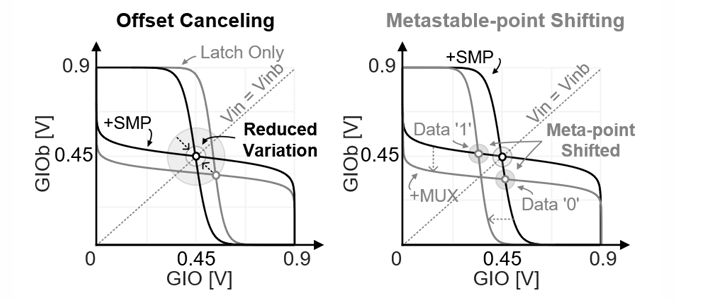 Offset Canceling
Latch Only
0.9
+SMP
Vin = Vinb
Reduced
Variation
0.45
GIOb [V]
0
0.45
0.9
GIO [V]
Metastable-point Shifting
+SMP
0.9
Vin = Vinb
Data '1'
Meta-point
Shifted
0.45
GIOb [V]
+MUX
Data '0'
0
0.45
0.9
GIO [V]